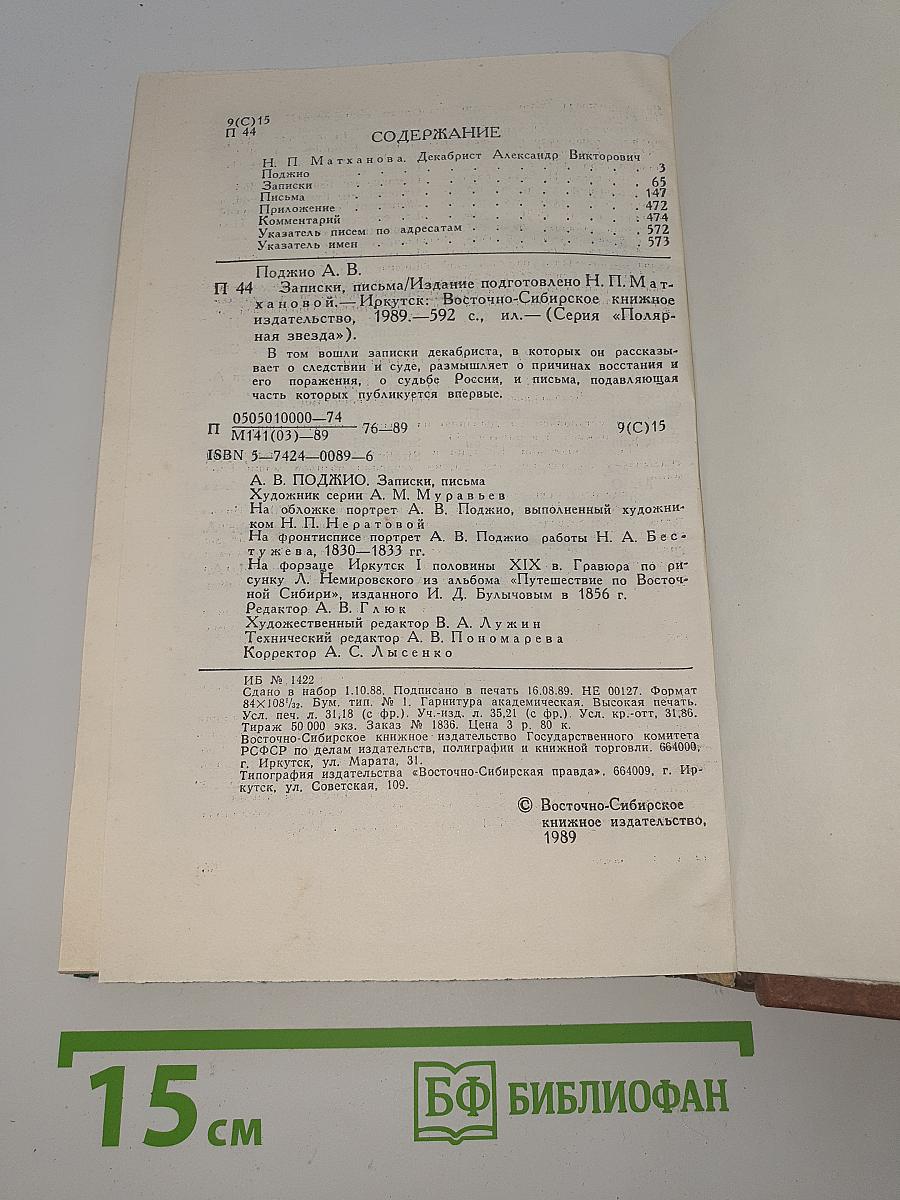 9(С)15
П 44
СОДЕРЖАНИЕ
Н. П Матханова. Декабрист Александр Викторович
Поджио . . . . . . . . . . . . 3
Записки . . . . . . . . . . . . 65
Письма . . . . . . . . . . . . 147
Приложение . . . . . . . . . . . 472
Комментарий . . . . . . . . . . . 474
Указатель писем по адресатам . . . . . . . 572
Указатель имен . . . . . . . . . . 573
Поджио А. В.
П 44 Записки, письма/Издание подготовлено Н. П. Мат-
хановой.— Иркутск: Восточно-Сибирское книжное
издательство, 1989.—592 с., ил.— (Серия «Поляр-
ная звезда»).
В том вошли записки декабриста, в которых он рассказы-
вает о следствии и суде, размышляет о причинах восстания и
его поражения, о судьбе России, и письма, подавляющая
часть которых публикуется впервые.
П 0505010000—74
М141(03)—89 76—89 9(С)15
ISBN 5—7424—0089—6
А. В. ПОДЖИО. Записки, письма
Художник серии А. М. Муравьев
На обложке портрет А. В. Поджио, выполненный художни-
ком Н. П. Нератовой
На фронтисписе портрет А. В. Поджио работы Н. А. Бес-
тужева, 1830—1833 гг.
На форзаце Иркутск I половины XIX в. Гравюра по ри-
сунку Л. Немировского из альбома «Путешествие по Восточ-
ной Сибири», изданного И. Д. Булычовым в 1856 г.
Редактор А. В. Глюк
Художественный редактор В. А. Лужин
Технический редактор А. В. Пономарева
Корректор А. С. Лысенко
ИБ № 1422
Сдано в набор 1.10.88. Подписано в печать 16.08.89. НЕ 00127. Формат
84×108¹/₃₂. Бум. тип. № 1. Гарнитура академическая. Высокая печать.
Усл. печ. л. 31,18 (с фр.). Уч.-изд. л. 35,21 (с фр.). Усл. кр.-отт, 31,86.
Тираж 50 000 экз. Заказ № 1836. Цена 3 р. 80 к.
Восточно-Сибирское книжное издательство Государственного комитета
РСФСР по делам издательств, полиграфии и книжной торговли. 664000,
г. Иркутск, ул. Марата, 31.
Типография издательства «Восточно-Сибирская правда», 664009, г. Ир-
кутск, ул. Советская, 109.
© Восточно-Сибирское
книжное издательство,
1989
15 см
БФ БИБЛИОФАН